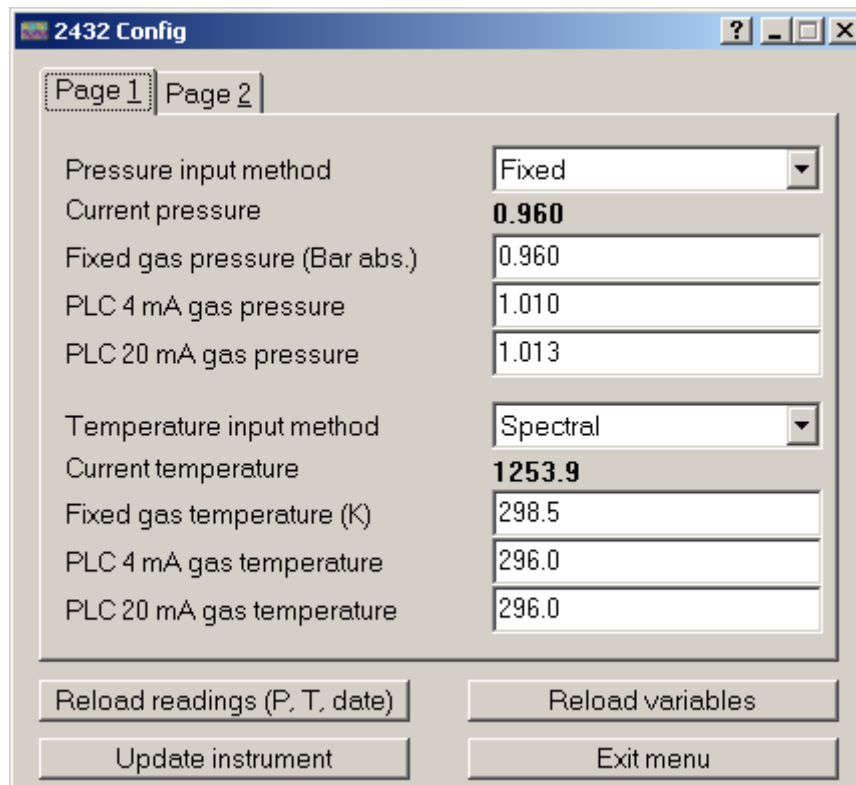 2432 Config
Page 1 Page 2
Pressure input method Fixed
Current pressure 0.960
Fixed gas pressure (Bar abs.) 0.960
PLC 4 mA gas pressure 1.010
PLC 20 mA gas pressure 1.013
Temperature input method Spectral
Current temperature 1253.9
Fixed gas temperature (K) 298.5
PLC 4 mA gas temperature 296.0
PLC 20 mA gas temperature 296.0
Reload readings (P, T, date) Reload variables
Update instrument Exit menu